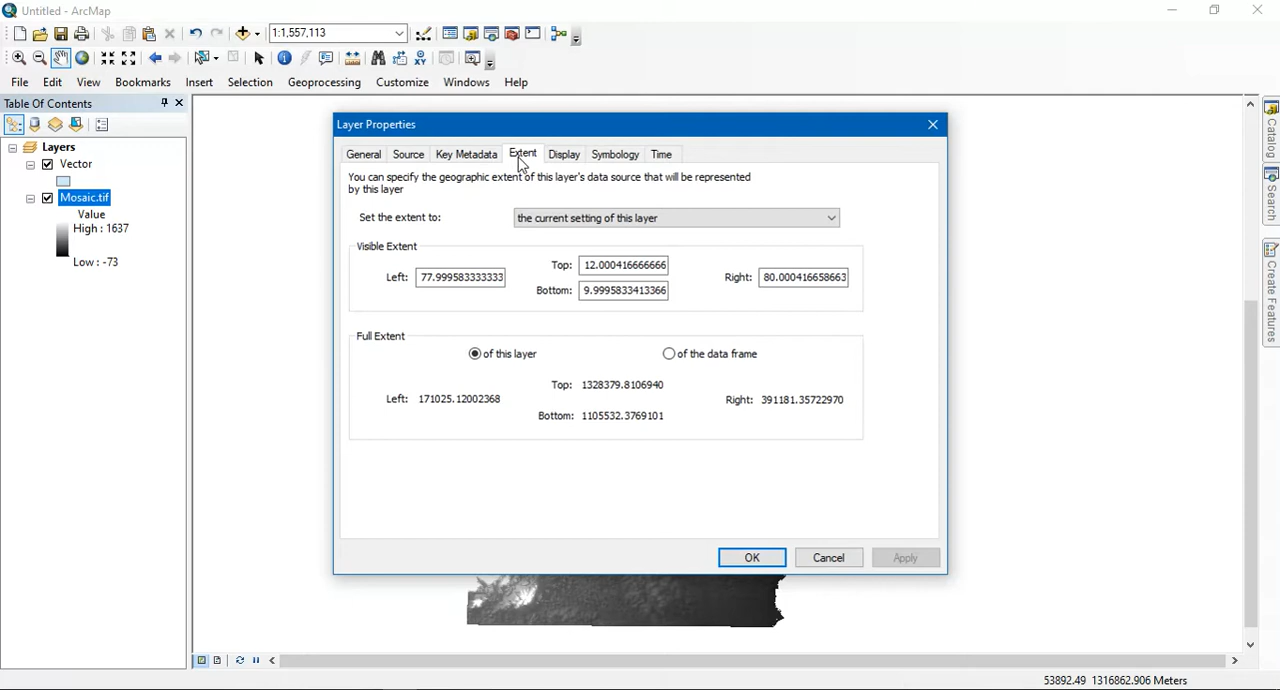 Untitled - ArcMap
1:1,557,113
File Edit View Bookmarks Insert Selection Geoprocessing Customize Windows Help
Table Of Contents
Layers
Vector
Mosaic.tif
Value
High : 1637
Low : -73
Layer Properties
General Source Key Metadata Extent Display Symbology Time
You can specify the geographic extent of this layer's data source that will be represented
by this layer
Set the extent to: the current setting of this layer
Visible Extent
Top: 12.000416666666
Left: 77.999583333333 Right: 80.000416658663
Bottom: 9.9995833413366
Full Extent
of this layer of the data frame
Top: 1328379.8106940
Left: 171025.12002368 Right: 391181.35722970
Bottom: 1105532.3769101
OK Cancel Apply
Catalog
Search
Create Features
53892.49 1316862.906 Meters